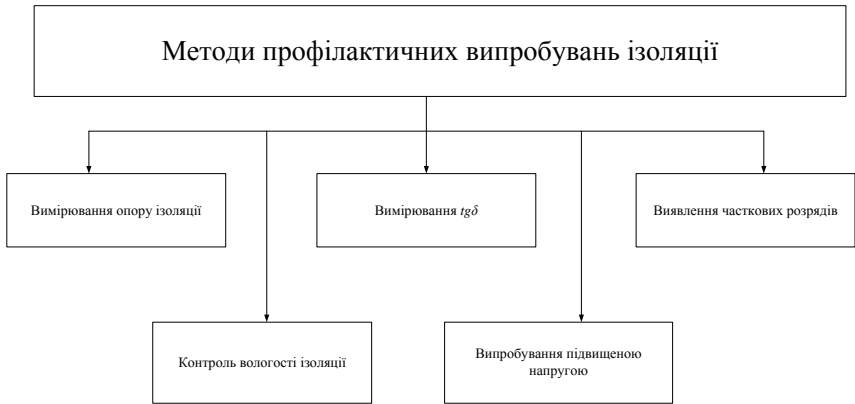 Методи профілактичних випробувань ізоляції
Вимірювання опору ізоляції
Вимірювання tgδ
Виявлення часткових розрядів
Контроль вологості ізоляції
Випробування підвищеною
напругою